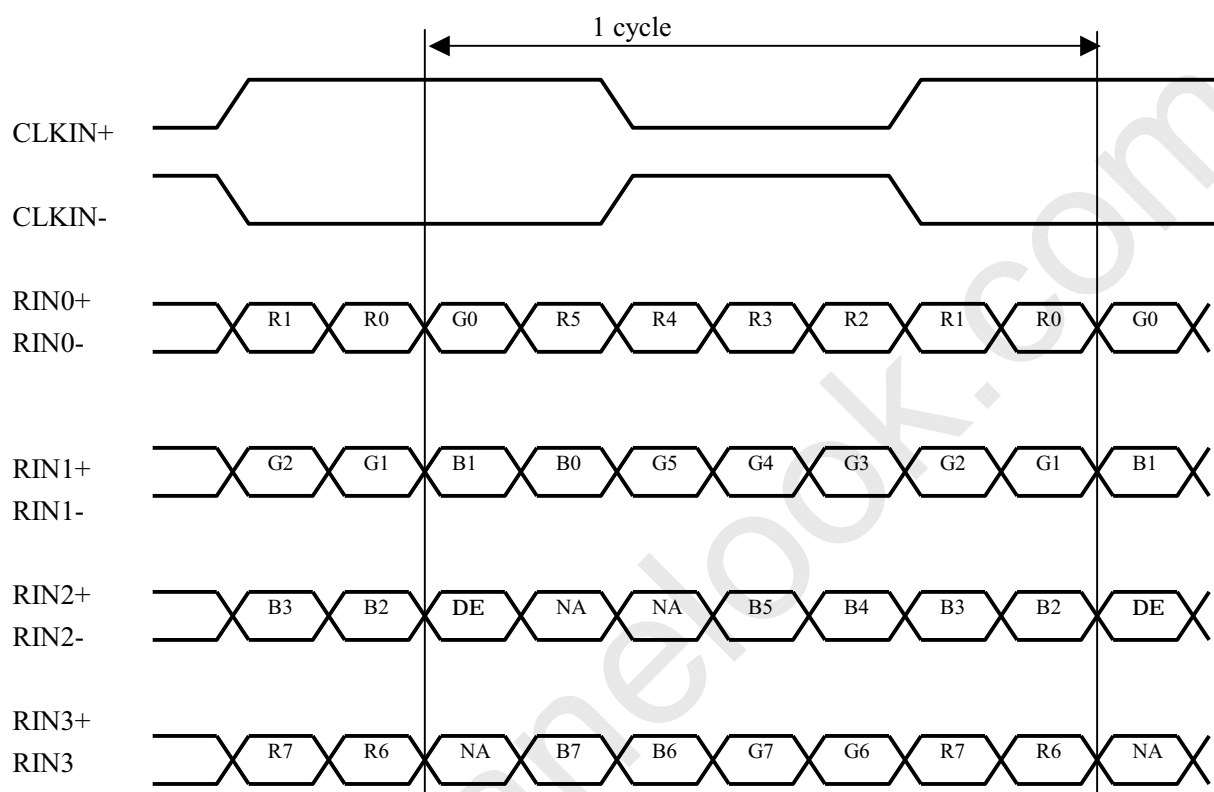 1 cycle
CLKIN+
CLKIN-
RIN0+
R1 R0 G0 R5 R4 R3 R2 R1 R0 G0
RIN0-
RIN1+
G2 G1 B1 B0 G5 G4 G3 G2 G1 B1
RIN1-
RIN2+
B3 B2 DE NA NA B5 B4 B3 B2 DE
RIN2-
RIN3+
R7 R6 NA B7 B6 G7 G6 R7 R6 NA
RIN3
nelook.com